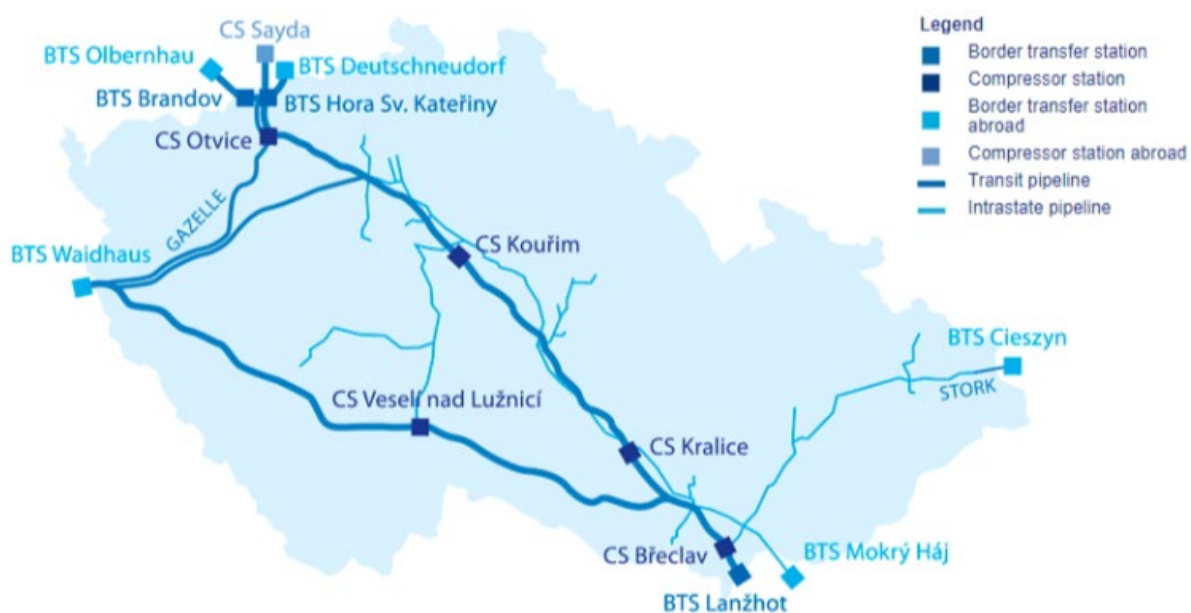 CS Sayda
BTS Olbernhau
BTS Deutschneudorf
BTS Brandov
BTS Hora Sv. Kateřiny
CS Otvice
GAZELLE
BTS Waidhaus
CS Kouřim
BTS Cieszyn
STORK
CS Veselí nad Lužnicí
CS Kralice
CS Břeclav
BTS Mokrý Háj
BTS Lanžhot
Legend
Border transfer station
Compressor station
Border transfer station
abroad
Compressor station abroad
Transit pipeline
Intrastate pipeline